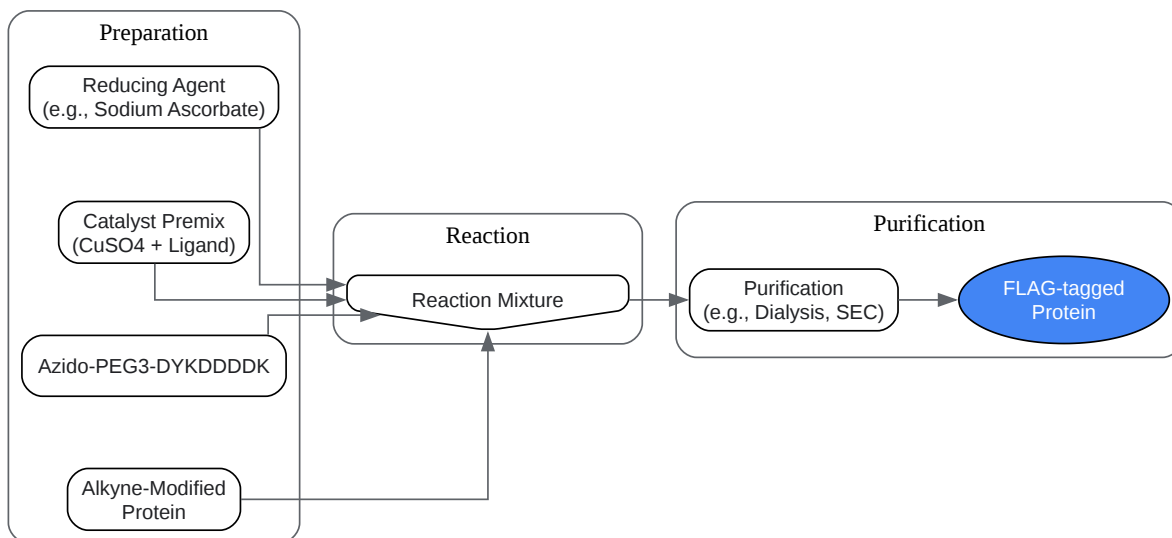 Preparation
Reducing Agent
(e.g., Sodium Ascorbate)
Catalyst Premix
(CuSO4 + Ligand)
Azido-PEG3-DYKDDDDK
Alkyne-Modified
Protein
Reaction
Reaction Mixture
Purification
Purification
(e.g., Dialysis, SEC)
FLAG-tagged
Protein